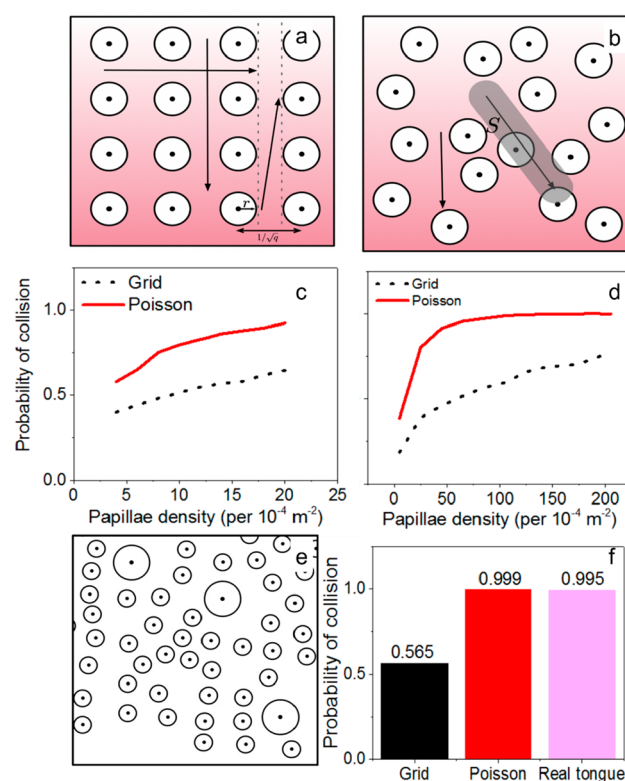 a
r
1/√q
b
S
c
Grid
Poisson
Probability of collision
1.0
0.5
0.0
0 5 10 15 20 25
Papillae density (per 10⁻⁴ m⁻²)
d
Grid
Poisson
0 50 100 150 200
Papillae density (per 10⁻⁴ m⁻²)
e
f
Probability of collision
1.0
0.5
0.0
0.565
0.999
0.995
Grid Poisson Real tongue